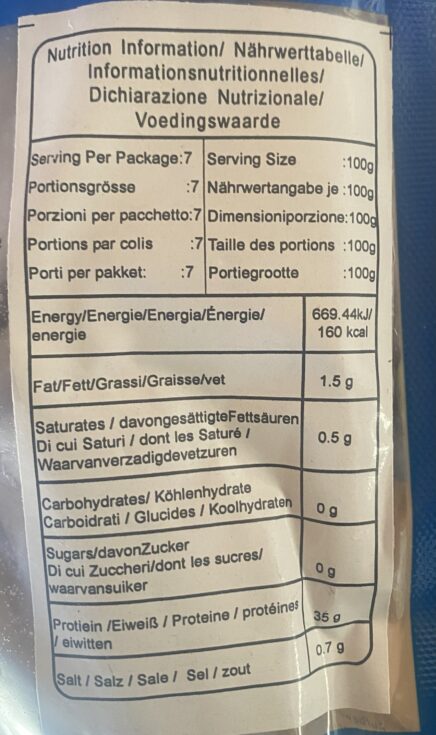 Nutrition Information/ Nährwerttabelle/
Informationsnutritionnelles/
Dichiarazione Nutrizionale/
Voedingswaarde
Serving Per Package:7 Serving Size :100g
Portionsgrösse :7 Nährwertangabe je :100g
Porzioni per pacchetto:7 Dimensioniporzione:100g
Portions par colis :7 Taille des portions :100g
Porti per pakket: :7 Portiegrootte :100g
Energy/Energie/Energia/Énergie/ 669.44kJ/
energie 160 kcal
Fat/Fett/Grassi/Graisse/vet 1.5 g
Saturates / davongesättigteFettsäuren
Di cui Saturi / dont les Saturé / 0.5 g
Waarvanverzadigdevetzuren
Carbohydrates/ Köhlenhydrate
Carboidrati / Glucides / Koolhydraten 0 g
Sugars/davonZucker
Di cui Zuccheri/dont les sucres/ 0 g
waarvansuiker
Protiein /Eiweiß / Proteine / protéines 35 g
/ eiwitten
Salt / Salz / Sale / Sel / zout 0.7 g